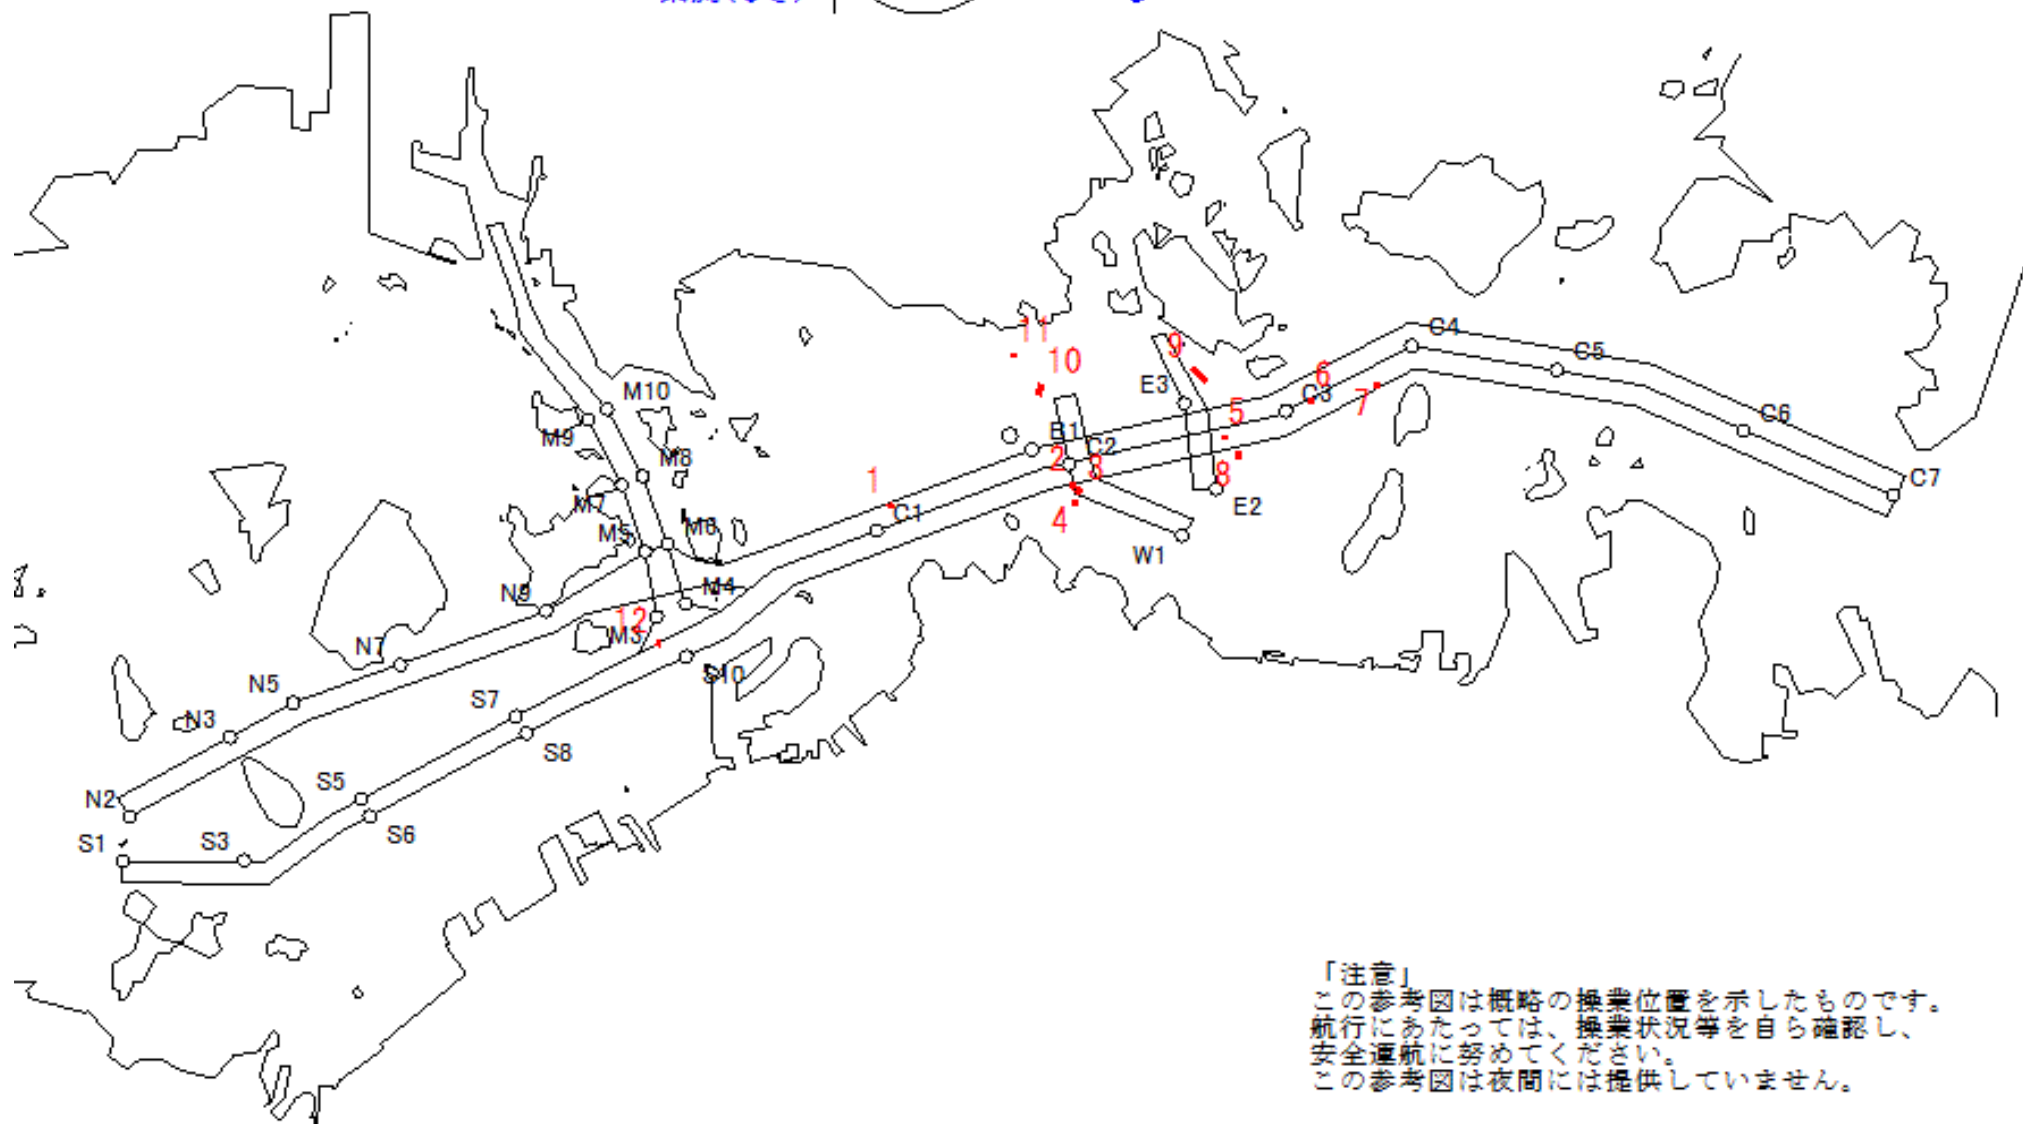 11
C4
10
9
C5
6
E3
C3
7
M10
5
C6
M9
B1
C2
2
M8
3
8
C7
1
M7
E2
C1
4
M5
M6
W1
N9
M4
12
M3
N7
S10
N5
S7
N3
S8
S5
N2
S6
S1
S3
「注意」
この参考図は概略の操業位置を示したものです。
航行にあたっては、操業状況等を自ら確認し、
安全運航に努めてください。
この参考図は夜間には提供していません。